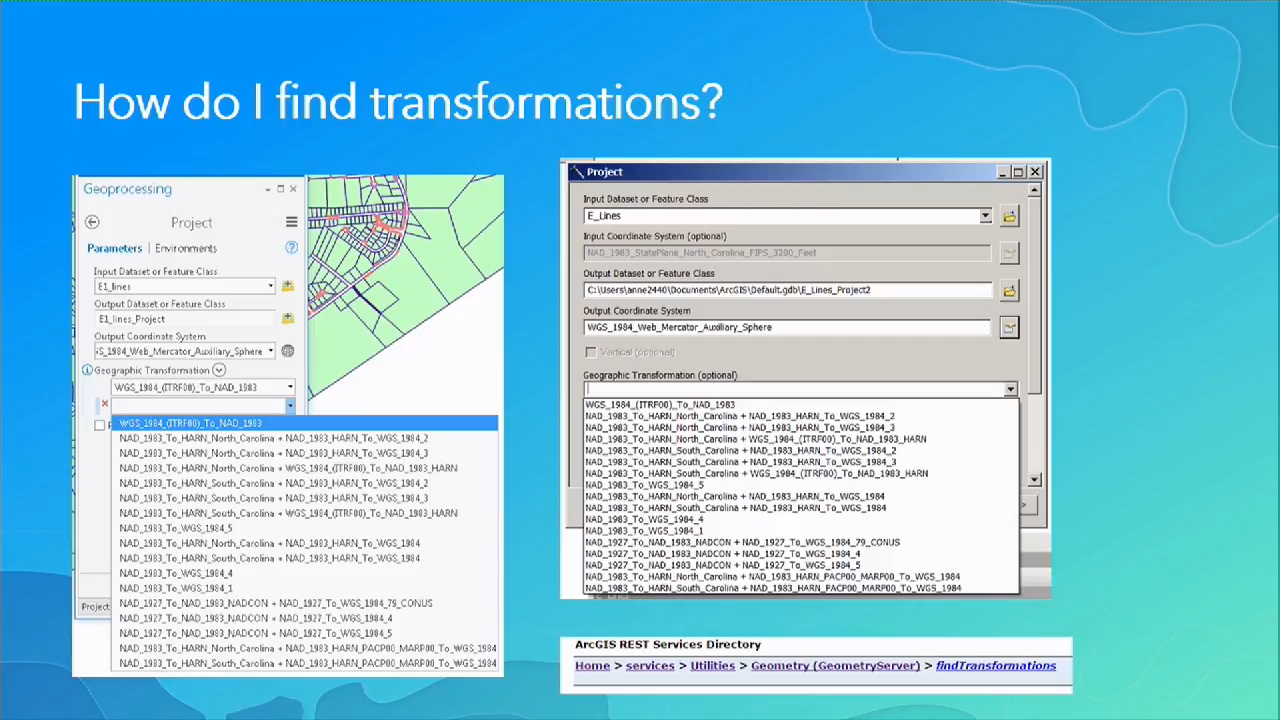 How do I find transformations?
Geoprocessing
Project
Parameters | Environments
Input Dataset or Feature Class
E1_lines
Output Dataset or Feature Class
E1_lines_Project
Output Coordinate System
S_1984_Web_Mercator_Auxiliary_Sphere
Geographic Transformation
WGS_1984_(ITRF00)_To_NAD_1983
WGS_1984_(ITRF00)_To_NAD_1983
NAD_1983_To_HARN_North_Carolina + NAD_1983_HARN_To_WGS_1984_2
NAD_1983_To_HARN_North_Carolina + NAD_1983_HARN_To_WGS_1984_3
NAD_1983_To_HARN_North_Carolina + WGS_1984_(ITRF00)_To_NAD_1983_HARN
NAD_1983_To_HARN_South_Carolina + NAD_1983_HARN_To_WGS_1984_2
NAD_1983_To_HARN_South_Carolina + NAD_1983_HARN_To_WGS_1984_3
NAD_1983_To_HARN_South_Carolina + WGS_1984_(ITRF00)_To_NAD_1983_HARN
NAD_1983_To_WGS_1984_5
NAD_1983_To_HARN_North_Carolina + NAD_1983_HARN_To_WGS_1984
NAD_1983_To_HARN_South_Carolina + NAD_1983_HARN_To_WGS_1984
NAD_1983_To_WGS_1984_4
NAD_1983_To_WGS_1984_1
NAD_1927_To_NAD_1983_NADCON + NAD_1927_To_WGS_1984_79_CONUS
NAD_1927_To_NAD_1983_NADCON + NAD_1927_To_WGS_1984_4
NAD_1927_To_NAD_1983_NADCON + NAD_1927_To_WGS_1984_5
NAD_1983_To_HARN_North_Carolina + NAD_1983_HARN_PACP00_MARP00_To_WGS_1984
NAD_1983_To_HARN_South_Carolina + NAD_1983_HARN_PACP00_MARP00_To_WGS_1984
Project
Project
Input Dataset or Feature Class
E_Lines
Input Coordinate System (optional)
NAD_1983_StatePlane_North_Carolina_FIPS_3200_Feet
Output Dataset or Feature Class
C:\Users\anne2440\Documents\ArcGIS\Default.gdb\E_Lines_Project2
Output Coordinate System
WGS_1984_Web_Mercator_Auxiliary_Sphere
Vertical (optional)
Geographic Transformation (optional)
WGS_1984_(ITRF00)_To_NAD_1983
NAD_1983_To_HARN_North_Carolina + NAD_1983_HARN_To_WGS_1984_2
NAD_1983_To_HARN_North_Carolina + NAD_1983_HARN_To_WGS_1984_3
NAD_1983_To_HARN_North_Carolina + WGS_1984_(ITRF00)_To_NAD_1983_HARN
NAD_1983_To_HARN_South_Carolina + NAD_1983_HARN_To_WGS_1984_2
NAD_1983_To_HARN_South_Carolina + NAD_1983_HARN_To_WGS_1984_3
NAD_1983_To_HARN_South_Carolina + WGS_1984_(ITRF00)_To_NAD_1983_HARN
NAD_1983_To_WGS_1984_5
NAD_1983_To_HARN_North_Carolina + NAD_1983_HARN_To_WGS_1984
NAD_1983_To_HARN_South_Carolina + NAD_1983_HARN_To_WGS_1984
NAD_1983_To_WGS_1984_4
NAD_1983_To_WGS_1984_1
NAD_1927_To_NAD_1983_NADCON + NAD_1927_To_WGS_1984_79_CONUS
NAD_1927_To_NAD_1983_NADCON + NAD_1927_To_WGS_1984_4
NAD_1927_To_NAD_1983_NADCON + NAD_1927_To_WGS_1984_5
NAD_1983_To_HARN_North_Carolina + NAD_1983_HARN_PACP00_MARP00_To_WGS_1984
NAD_1983_To_HARN_South_Carolina + NAD_1983_HARN_PACP00_MARP00_To_WGS_1984
ArcGIS REST Services Directory
Home > services > Utilities > Geometry (GeometryServer) > findTransformations